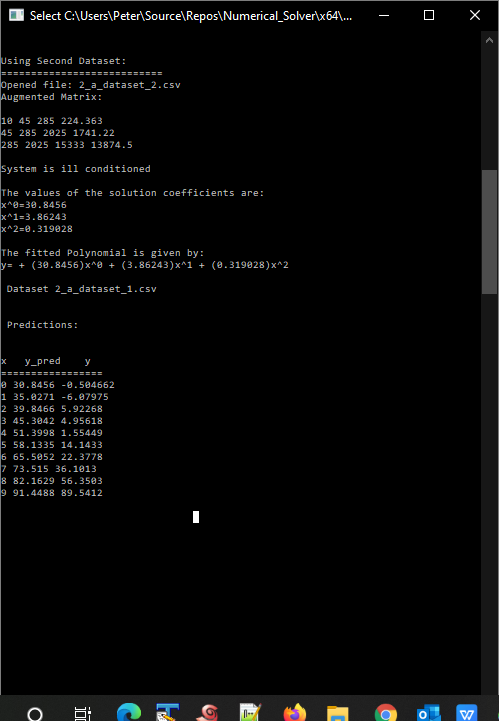 Select C:\Users\Peter\Source\Repos\Numerical_Solver\x64\...
Using Second Dataset:
===========================
Opened file: 2_a_dataset_2.csv
Augmented Matrix:
10 45 285 224.363
45 285 2025 1741.22
285 2025 15333 13874.5
System is ill conditioned
The values of the solution coefficients are:
x^0=30.8456
x^1=3.86243
x^2=0.319028
The fitted Polynomial is given by:
y= + (30.8456)x^0 + (3.86243)x^1 + (0.319028)x^2
Dataset 2_a_dataset_1.csv
Predictions:
x y_pred y
=================
0 30.8456 -0.504662
1 35.0271 -6.07975
2 39.8466 5.92268
3 45.3042 4.95618
4 51.3998 1.55449
5 58.1335 14.1433
6 65.5052 22.3778
7 73.515 36.1013
8 82.1629 56.3503
9 91.4488 89.5412